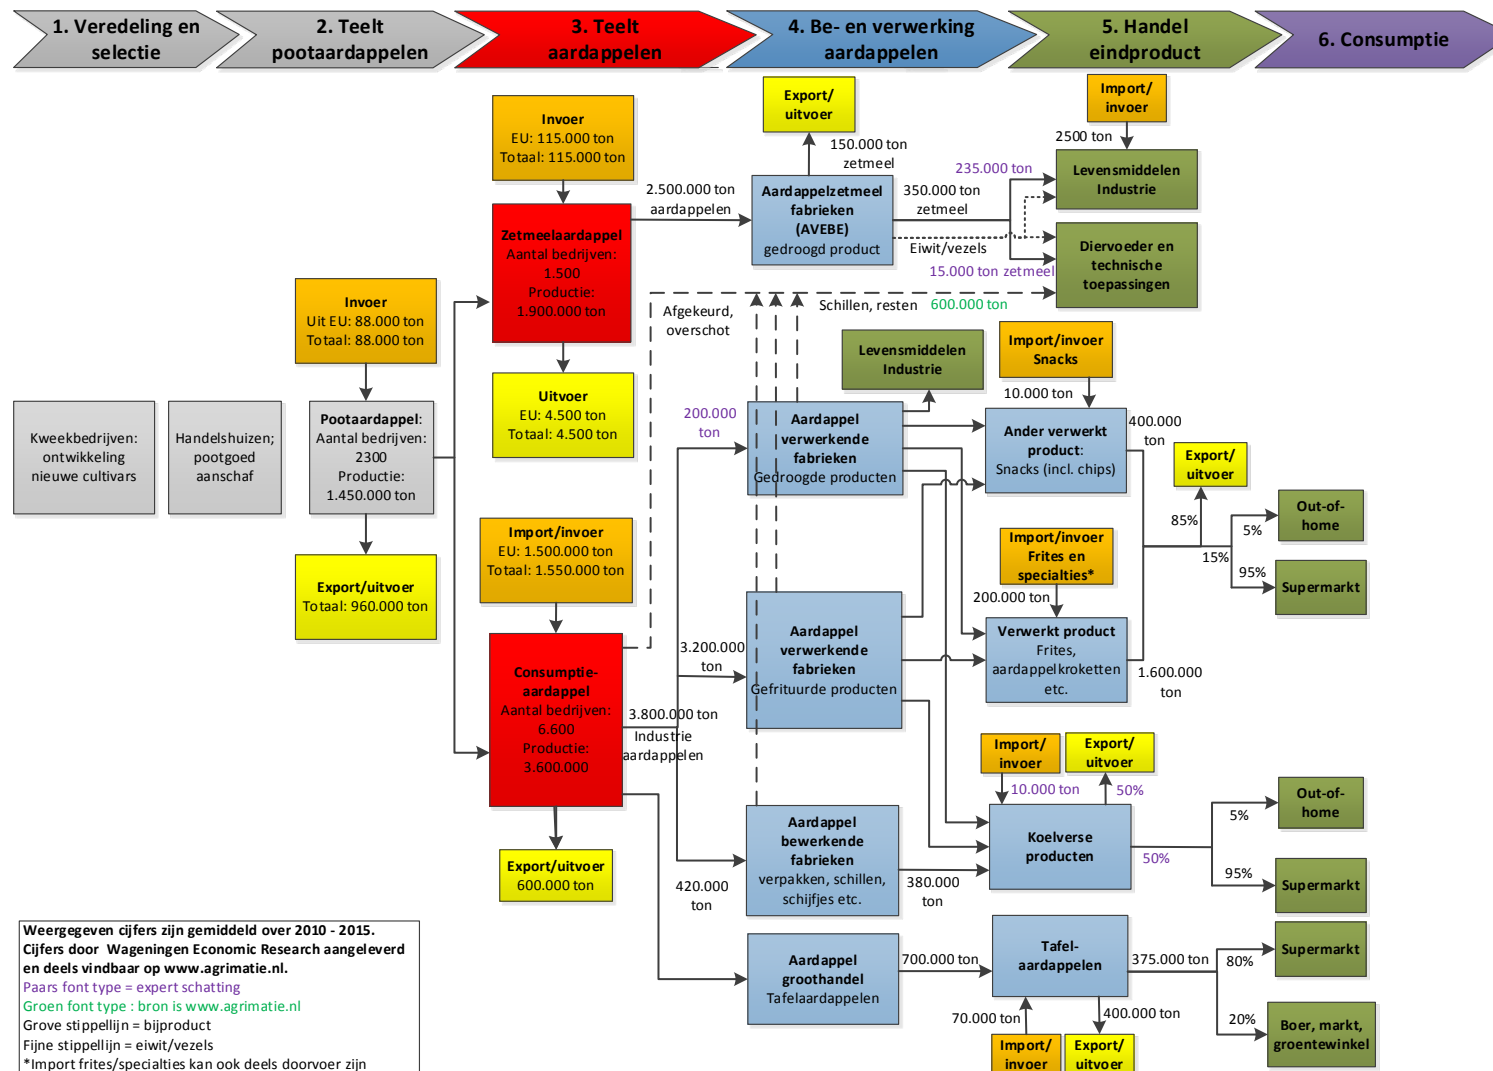 1. Veredeling en
selectie
2. Teelt
pootaardappelen
3. Teelt
aardappelen
4. Be- en verwerking
aardappelen
5. Handel
eindproduct
6. Consumptie
Invoer
EU: 115.000 ton
Totaal: 115.000 ton
Export/
uitvoer
Import/
invoer
2500 ton
150.000 ton
zetmeel
2.500.000 ton
aardappelen
Aardappelzetmeel
fabrieken
(AVEBE)
gedroogd product
235.000 ton
350.000 ton
zetmeel
Levensmiddelen
Industrie
Eiwit/vezels
Diervoeder en
technische
toepassingen
15.000 ton zetmeel
Zetmeelaardappel
Aantal bedrijven:
1.500
Productie:
1.900.000 ton
Invoer
Uit EU: 88.000 ton
Totaal: 88.000 ton
Afgekeurd,
overschot
Schillen, resten
600.000 ton
Uitvoer
EU: 4.500 ton
Totaal: 4.500 ton
Levensmiddelen
Industrie
Import/invoer
Snacks
10.000 ton
Kweekbedrijven:
ontwikkeling
nieuwe cultivars
Handelshuizen;
pootgoed
aanschaf
Pootaardappel:
Aantal bedrijven:
2300
Productie:
1.450.000 ton
200.000
ton
Aardappel
verwerkende
fabrieken
Gedroogde producten
Ander verwerkt
product:
Snacks (incl. chips)
400.000
ton
Export/
uitvoer
85%
15%
5%
Out-of-
home
95%
Supermarkt
Import/invoer
EU: 1.500.000 ton
Totaal: 1.550.000 ton
Import/invoer
Frites en
specialties*
200.000 ton
Export/uitvoer
Totaal: 960.000 ton
Consumptie-
aardappel
Aantal bedrijven:
6.600
Productie:
3.600.000
3.200.000
ton
Aardappel
verwerkende
fabrieken
Gefrituurde producten
Verwerkt product
Frites,
aardappelkroketten
etc.
1.600.000
ton
3.800.000 ton
Industrie
aardappelen
Import/
invoer
10.000 ton
Export/
uitvoer
50%
Export/uitvoer
600.000 ton
420.000
ton
Aardappel
bewerkende
fabrieken
verpakken, schillen,
schijfjes etc.
380.000
ton
Koelverse
producten
50%
5%
Out-of-
home
95%
Supermarkt
Aardappel
groothandel
Tafelaardappelen
700.000 ton
Tafel-
aardappelen
375.000 ton
80%
Supermarkt
20%
Boer, markt,
groentewinkel
70.000 ton
Import/
invoer
400.000 ton
Export/
uitvoer
Weergegeven cijfers zijn gemiddeld over 2010 - 2015.
Cijfers door Wageningen Economic Research aangeleverd
en deels vindbaar op www.agrimatie.nl.
Paars font type = expert schatting
Groen font type : bron is www.agrimatie.nl
Grove stippellijn = bijproduct
Fijne stippellijn = eiwit/vezels
*Import frites/specialties kan ook deels doorvoer zijn